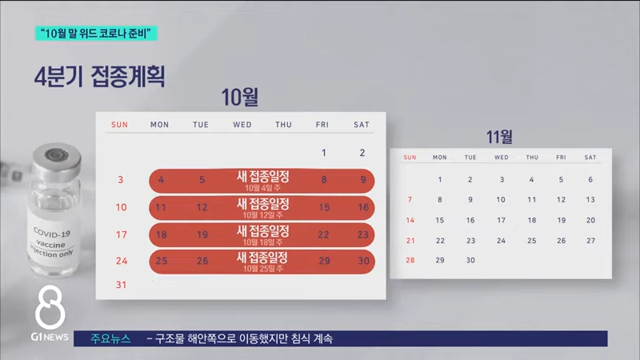 “10월 말 위드 코로나 준비”
4분기 접종계획
10월
SUN MON TUE WED THU FRI SAT
1 2
3 4 5 새 접종일정 8 9
10월 4일 주
10 11 12 새 접종일정 15 16
10월 12일 주
17 18 19 새 접종일정 22 23
10월 18일 주
24 25 26 새 접종일정 29 30
10월 25일 주
31
11월
SUN MON TUE WED THU FRI SAT
1 2 3 4 5 6
7 8 9 10 11 12 13
14 15 16 17 18 19 20
21 22 23 24 25 26 27
28 29 30
COVID-19
vaccine
injection only
G1 NEWS
주요뉴스 - 구조물 해안쪽으로 이동했지만 침식 계속